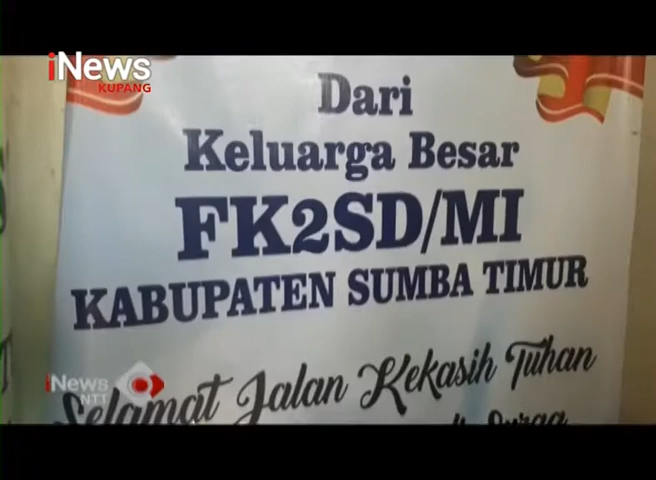 iNews
KUPANG
Dari
Keluarga Besar
FK2SD/MI
KABUPATEN SUMBA TIMUR
Selamat Jalan Kekasih Tuhan
iNews
NTT